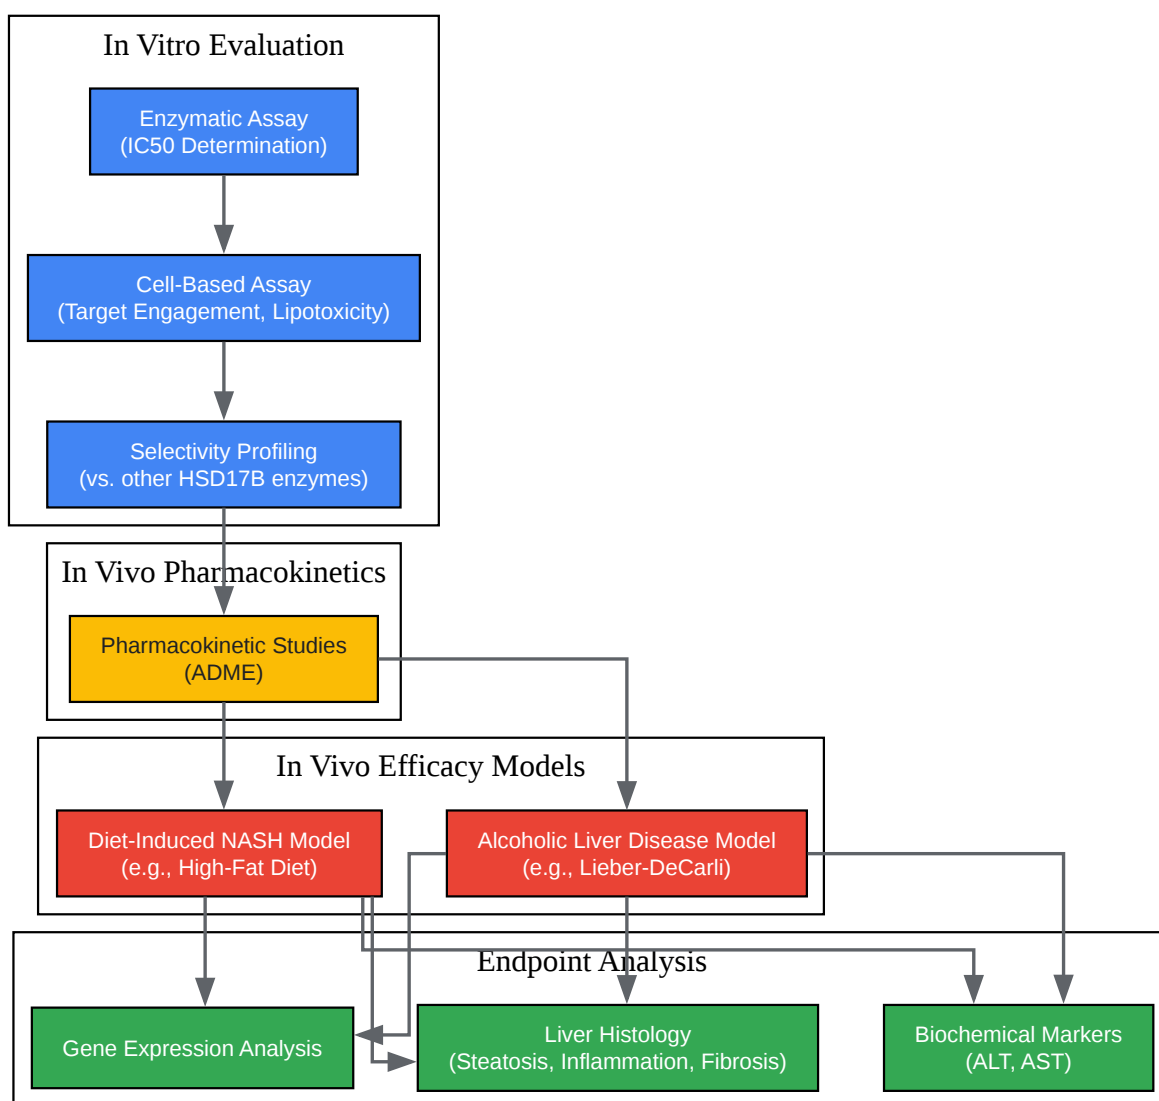 In Vitro Evaluation
Enzymatic Assay
(IC50 Determination)
Cell-Based Assay
(Target Engagement, Lipotoxicity)
Selectivity Profiling
(vs. other HSD17B enzymes)
In Vivo Pharmacokinetics
Pharmacokinetic Studies
(ADME)
In Vivo Efficacy Models
Diet-Induced NASH Model
(e.g., High-Fat Diet)
Alcoholic Liver Disease Model
(e.g., Lieber-DeCarli)
Endpoint Analysis
Gene Expression Analysis
Liver Histology
(Steatosis, Inflammation, Fibrosis)
Biochemical Markers
(ALT, AST)